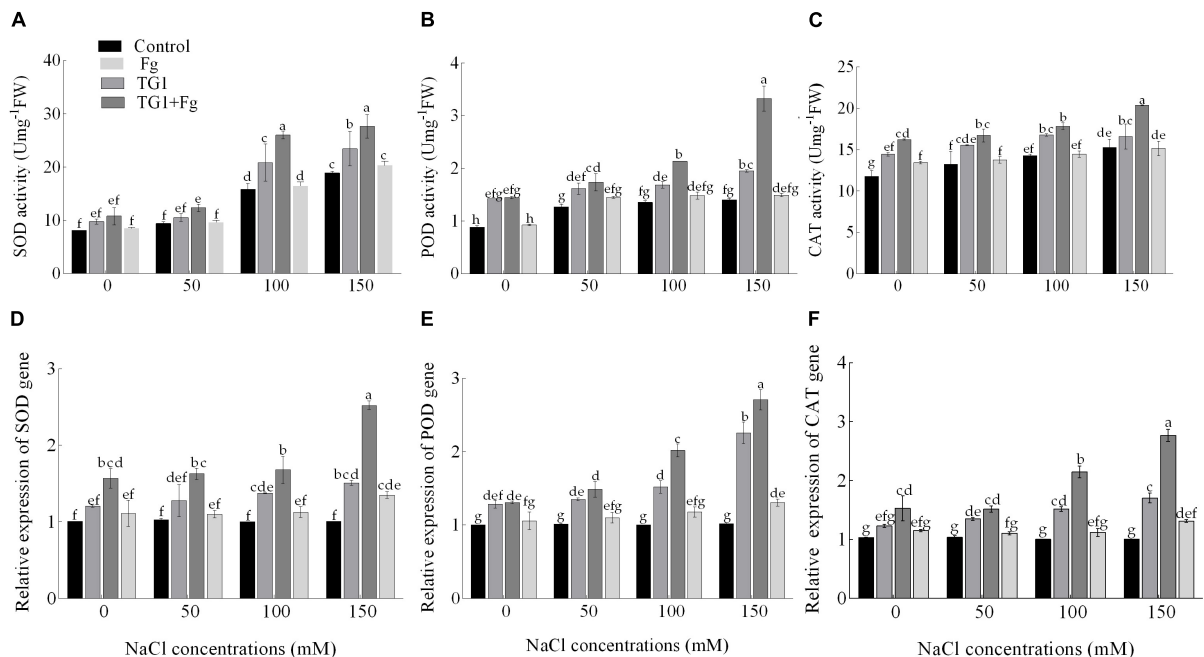 A
Control
Fg
TG1
TG1+Fg
SOD activity (Umg⁻¹FW)
40
30
20
10
0
f ef ef f
f ef e f
d c a d
c b a c
0 50 100 150
B
POD activity (Umg⁻¹FW)
4
3
2
1
0
h efg efg h
fg def cd efg
fg def b defg
fg bc a defg
0 50 100 150
C
CAT activity (Umg⁻¹FW)
25
20
15
10
5
0
g ef cd f
f cde bc f
ef bc b ef
de bc a de
0 50 100 150
D
Relative expression of SOD gene
3
2
1
0
f ef bcd ef
f def bc ef
f cde b ef
f bcd a cde
0 50 100 150
NaCl concentrations (mM)
E
Relative expression of POD gene
3
2
1
0
g def def fg
g de d fg
g d c efg
g b a de
0 50 100 150
NaCl concentrations (mM)
F
Relative expression of CAT gene
4
3
2
1
0
g efg cd efg
g de cd fg
g cd b efg
g c a def
0 50 100 150
NaCl concentrations (mM)